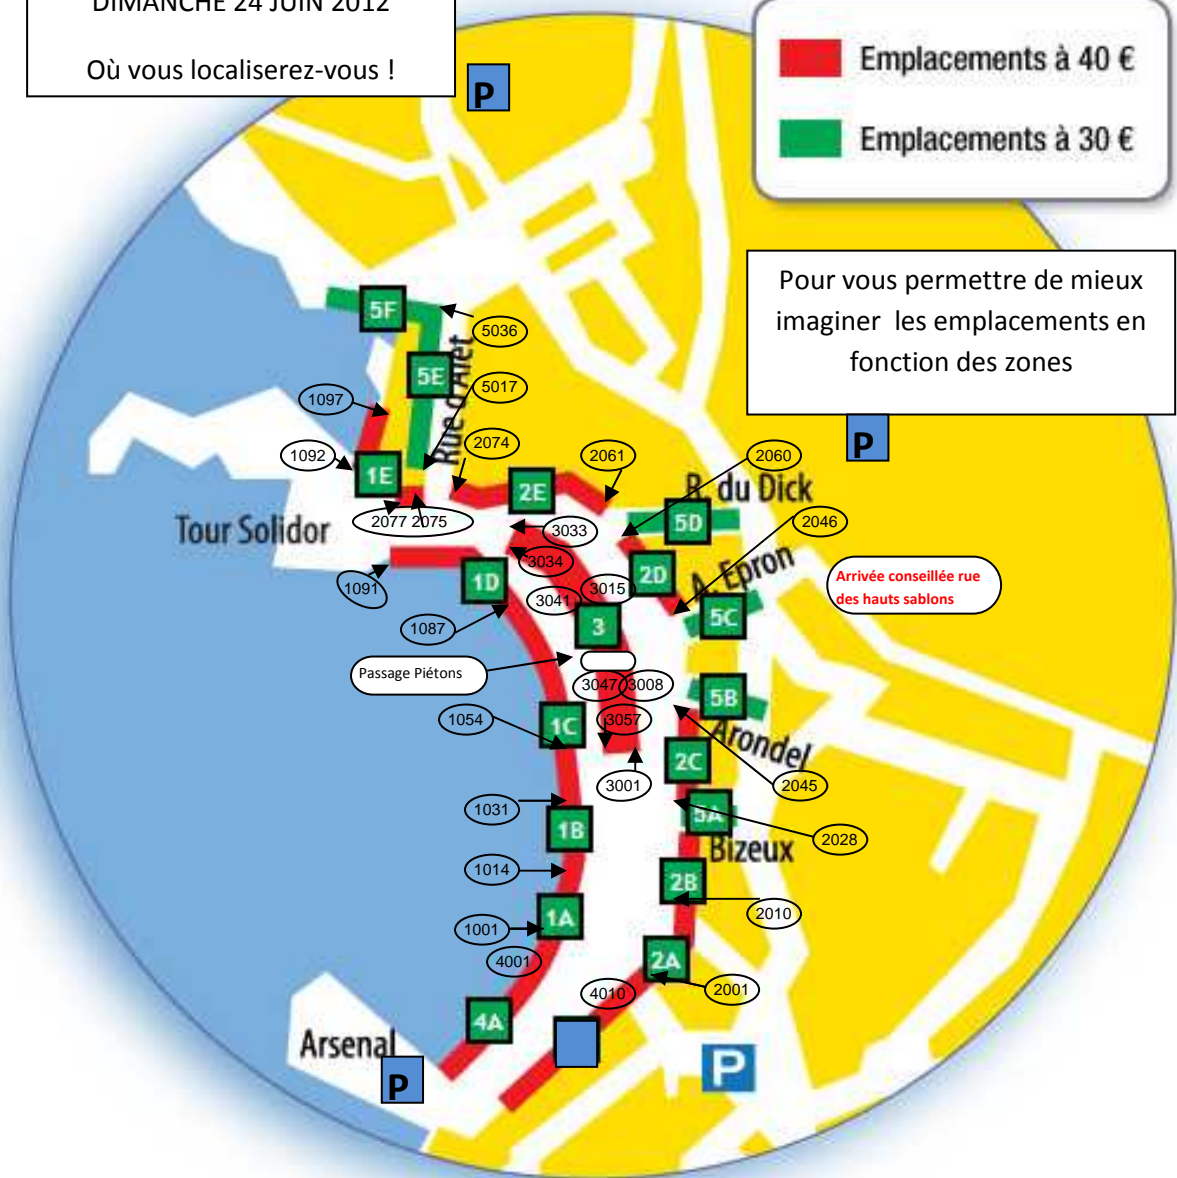 DIMANCHE 24 JUIN 2012
Où vous localiserez-vous !
P
Emplacements à 40 €
Emplacements à 30 €
Pour vous permettre de mieux
imaginer les emplacements en
fonction des zones
P
5F
5036
5E
Rue d'Alet
5017
1097
2074
1092
1E
2E
2061
2060
R. du Dick
2077 2075
5D
2046
Tour Solidor
3033
3034
2D
A. Epron
1091
1D
3041
3015
Arrivée conseillée rue
des hauts sablons
1087
3
5C
Passage Piétons
3047
3008
5B
1054
1C
3057
Arondel
2C
3001
2045
1031
1B
5A
2028
Bizeux
1014
2B
1001
1A
2010
4001
2A
4010
2001
4A
Arsenal
P
P